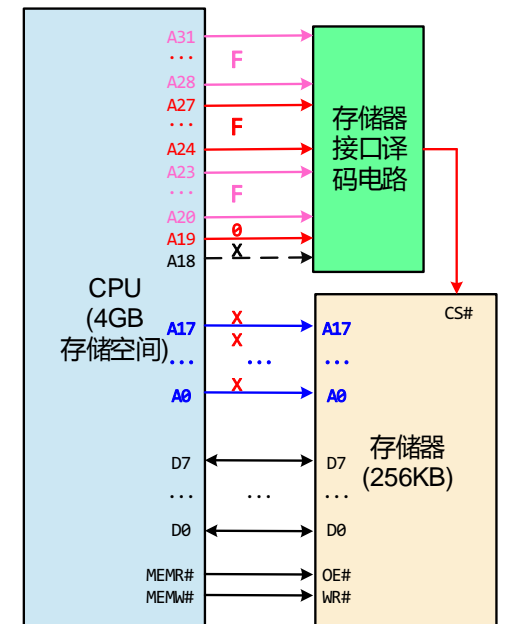 A31
...
F
A28
A27
...
F
A24
A23
...
F
A20
A19
0
A18
X
存储器
接口译
码电路
CPU
(4GB
存储空间)
CS#
A17
X
X
A17
...
...
...
A0
X
A0
存储器
(256KB)
D7
D7
...
...
...
D0
D0
MEMR#
OE#
MEMW#
WR#